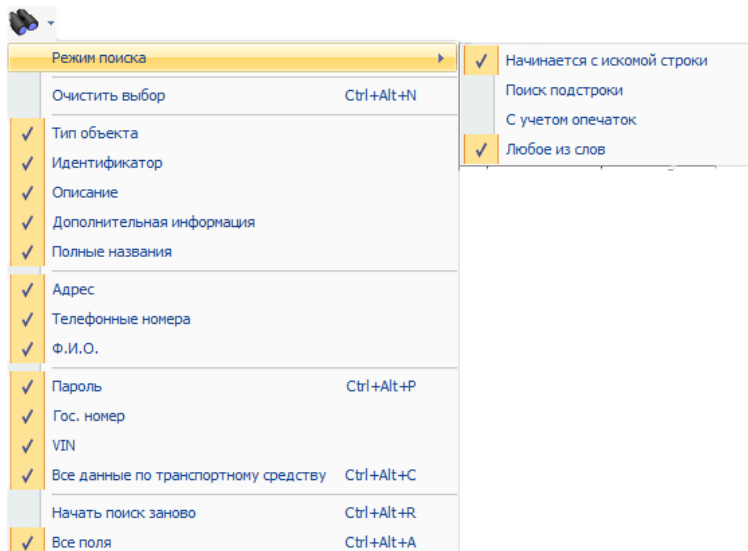 Режим поиска
Очистить выбор Ctrl+Alt+N
Тип объекта
Идентификатор
Описание
Дополнительная информация
Полные названия
Адрес
Телефонные номера
Ф.И.О.
Пароль Ctrl+Alt+P
Гос. номер
VIN
Все данные по транспортному средству Ctrl+Alt+C
Начать поиск заново Ctrl+Alt+R
Все поля Ctrl+Alt+A
Начинается с искомой строки
Поиск подстроки
С учетом опечаток
Любое из слов